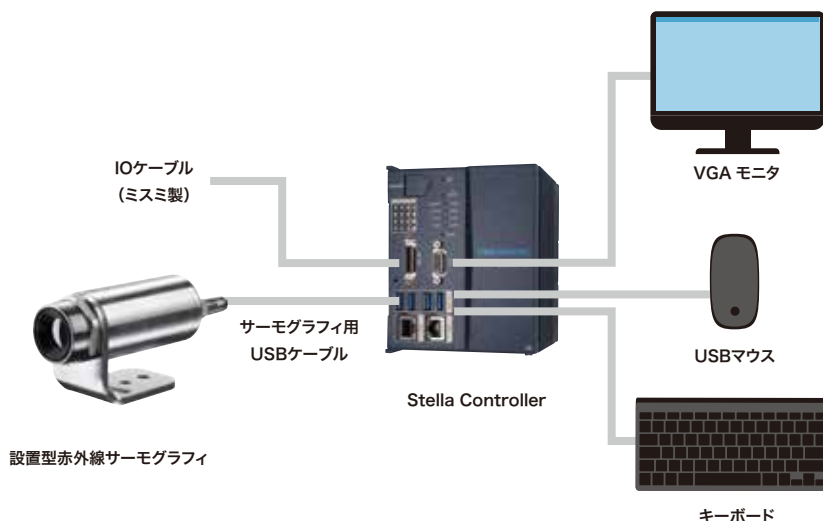 IOケーブル
(ミスミ製)
VGA モニタ
サーモグラフィ用
USBケーブル
USBマウス
Stella Controller
設置型赤外線サーモグラフィ
キーボード